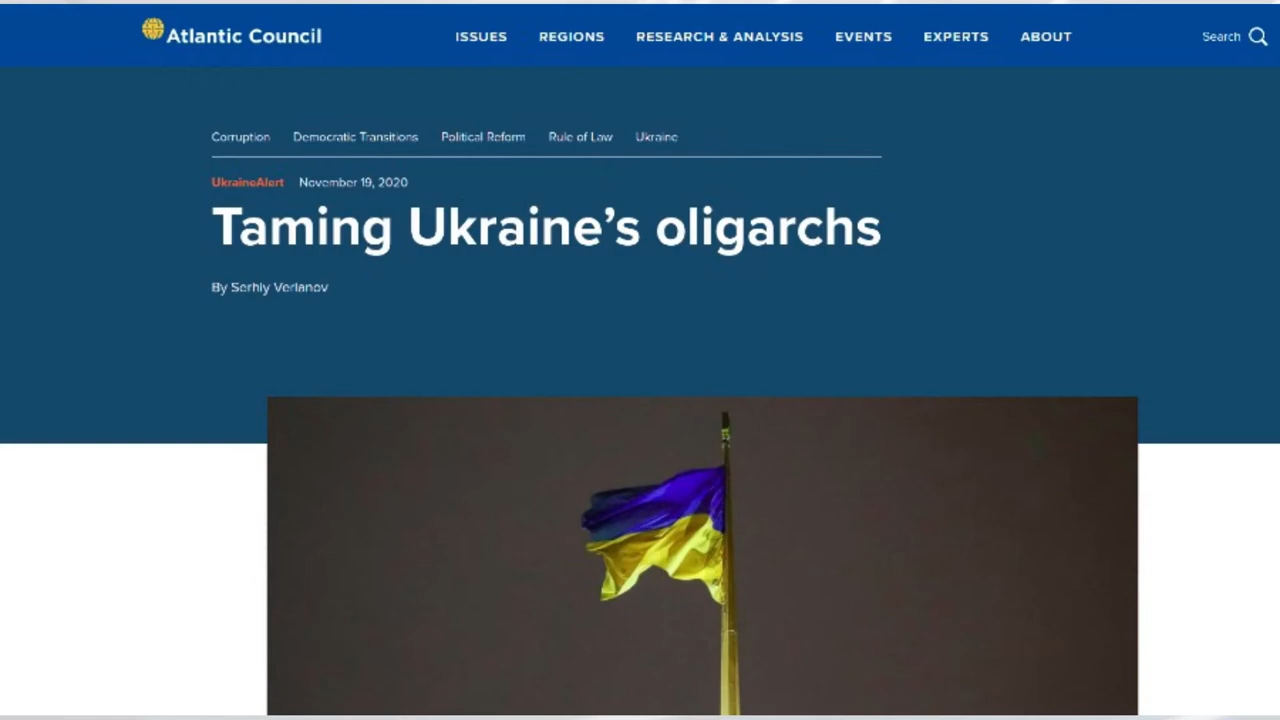 Atlantic Council
ISSUES REGIONS RESEARCH & ANALYSIS EVENTS EXPERTS ABOUT
Search
Corruption Democratic Transitions Political Reform Rule of Law Ukraine
UkraineAlert November 19, 2020
Taming Ukraine’s oligarchs
By Serhiy Verlanov